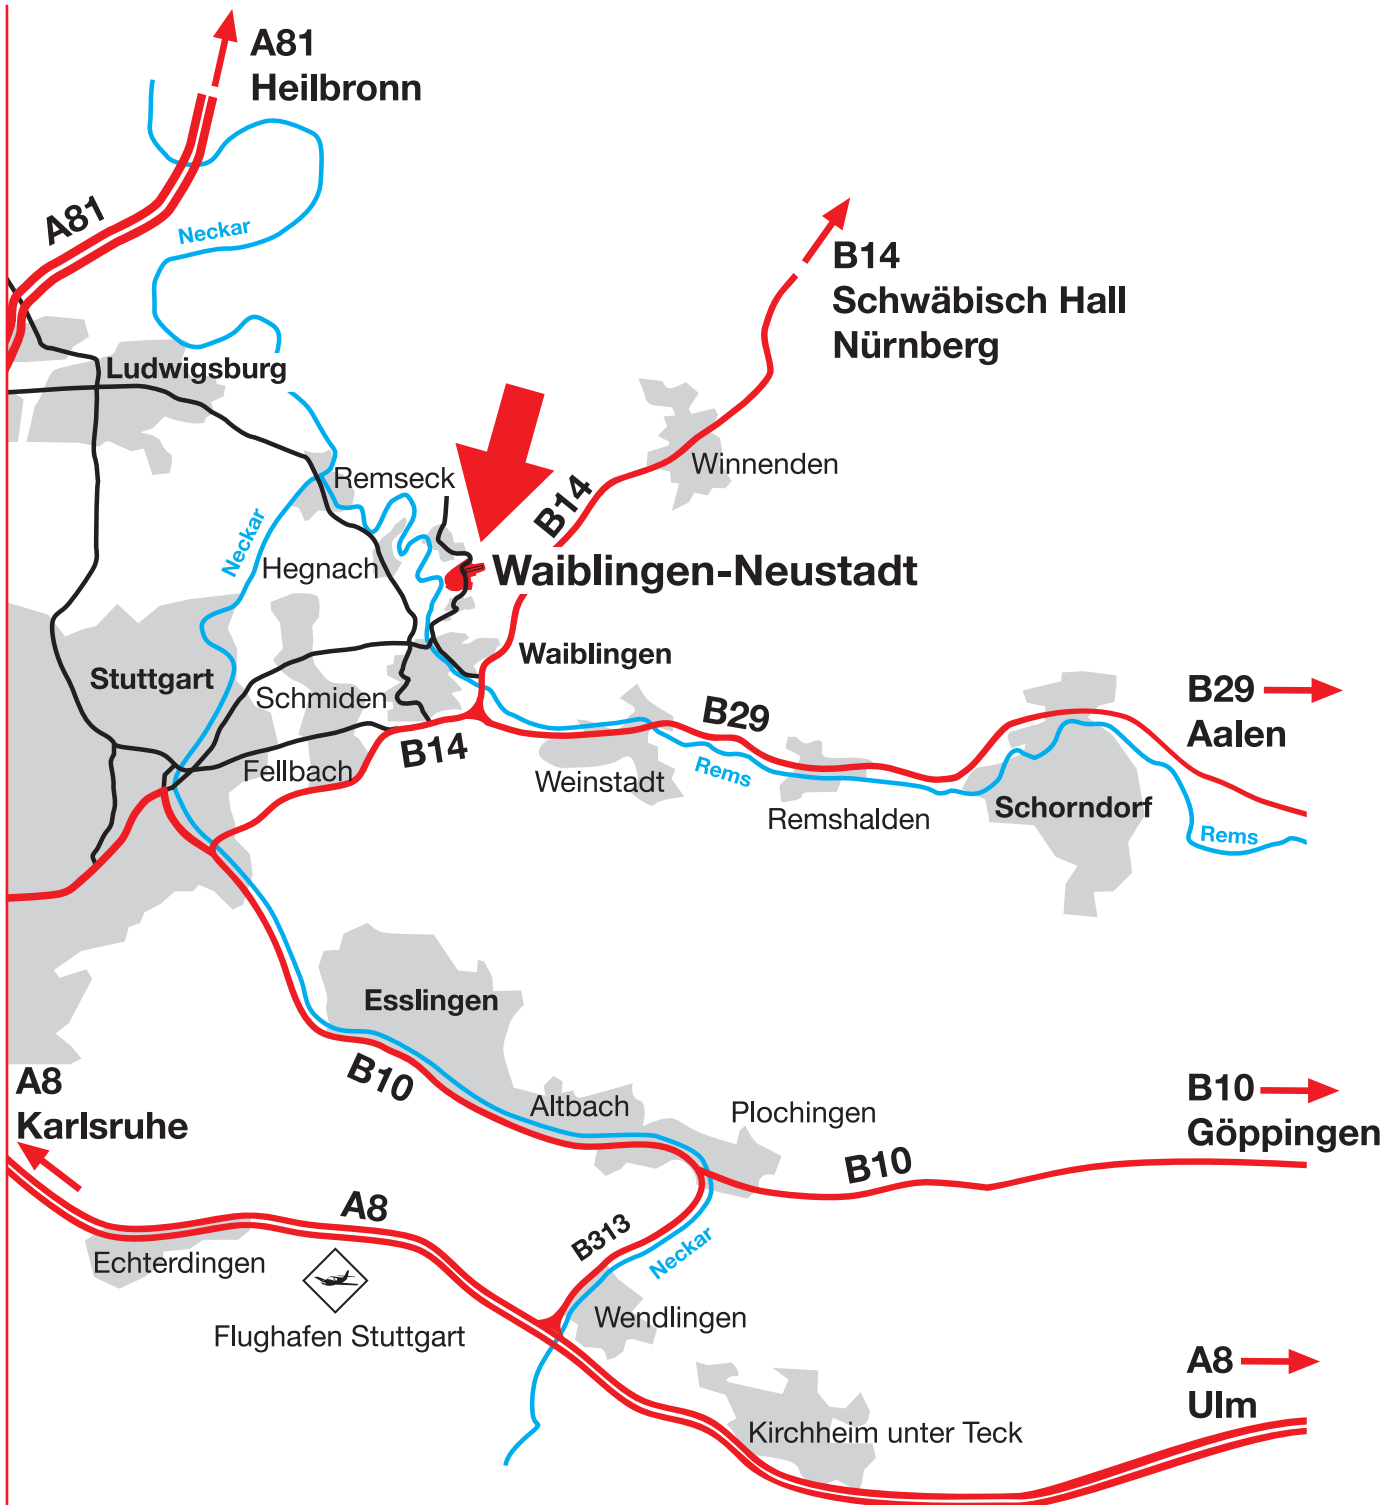 A81
Heilbronn
A81
Neckar
B14
Schwäbisch Hall
Nürnberg
Ludwigsburg
Winnenden
Remseck
B14
Neckar
Hegnach
Waiblingen-Neustadt
Waiblingen
Stuttgart
Schmiden
B29
Aalen
B29
B14
Fellbach
Weinstadt
Rems
Remshalden
Schorndorf
Rems
Esslingen
B10
A8
Karlsruhe
Altbach
Plochingen
B10
Göppingen
B10
A8
B313
Neckar
Echterdingen
Flughafen Stuttgart
Wendlingen
A8
Ulm
Kirchheim unter Teck